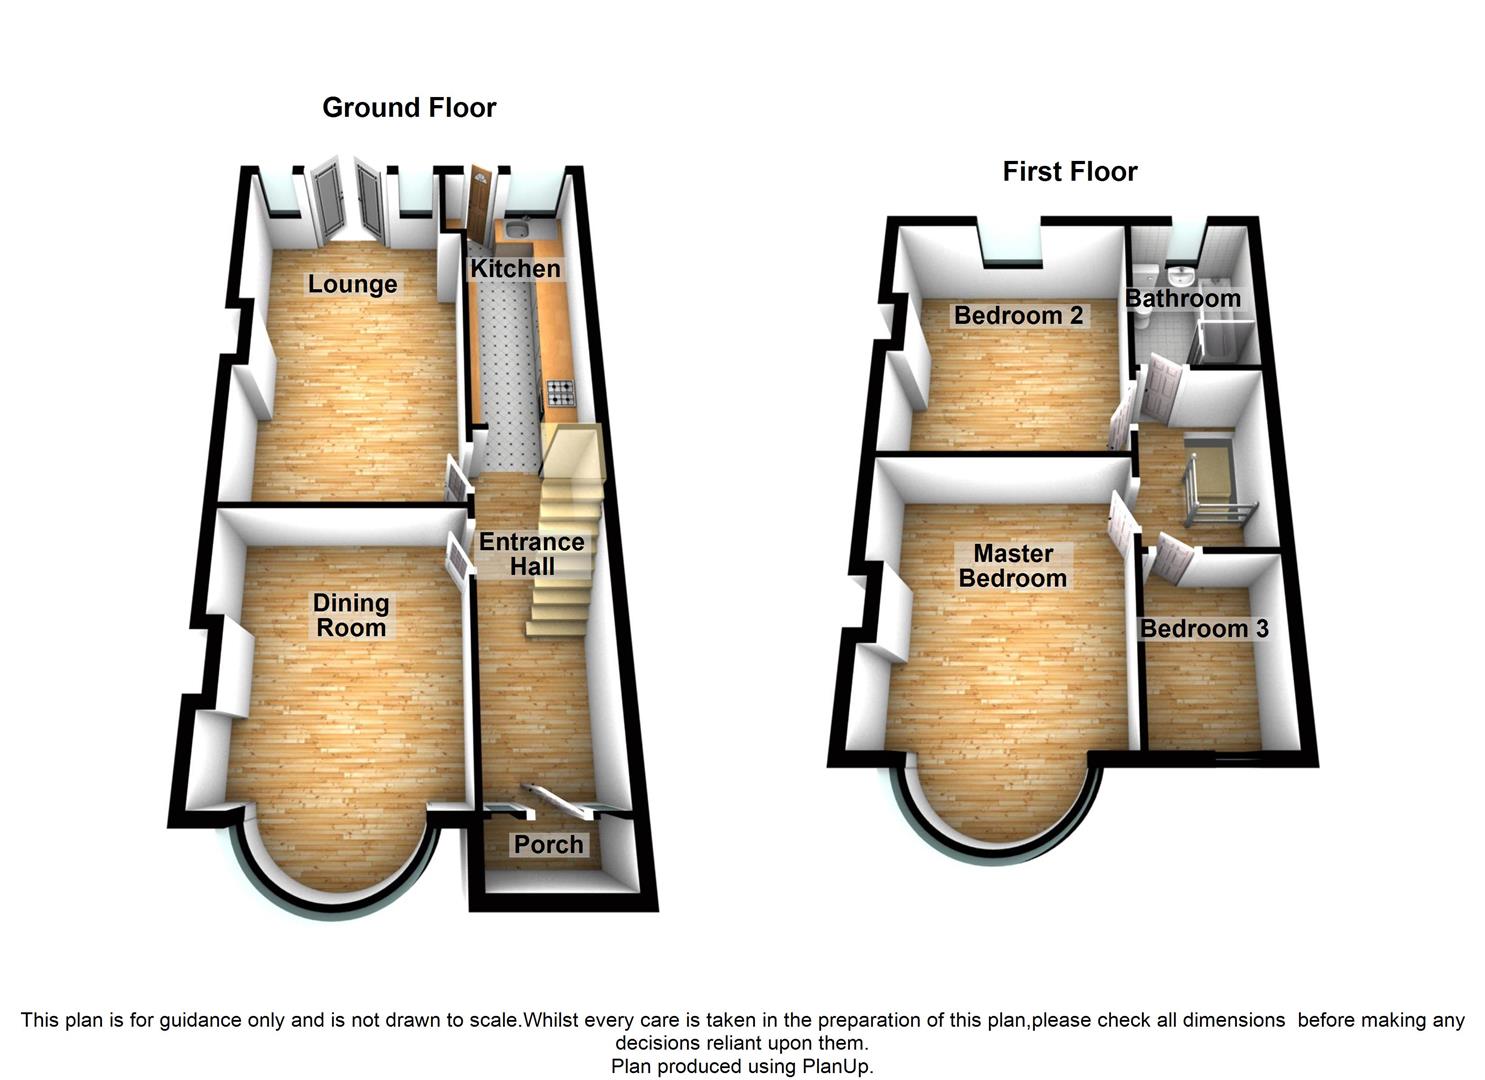 Ground Floor
First Floor
Lounge
Kitchen
Entrance
Hall
Dining
Room
Porch
Bedroom 2
Bathroom
Master
Bedroom
Bedroom 3
This plan is for guidance only and is not drawn to scale.Whilst every care is taken in the preparation of this plan,please check all dimensions  before making any
decisions reliant upon them.
Plan produced using PlanUp.